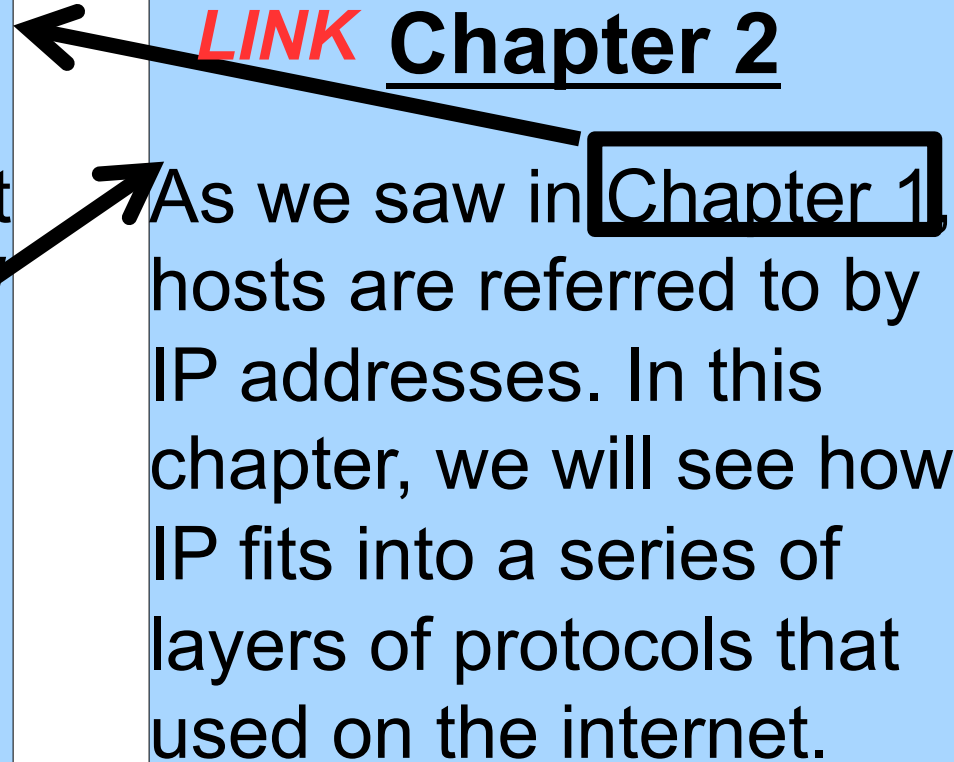 LINK Chapter 2
As we saw in Chapter 1,
hosts are referred to by
IP addresses. In this
chapter, we will see how
IP fits into a series of
layers of protocols that
used on the internet.